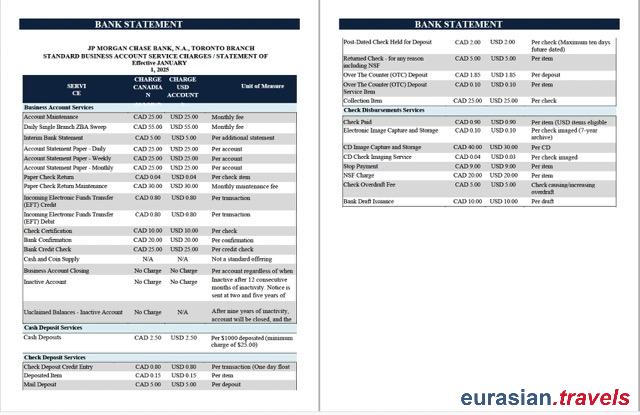 BANK STATEMENT
JP MORGAN CHASE BANK, N.A., TORONTO BRANCH
STANDARD BUSINESS ACCOUNT SERVICE CHARGES / STATEMENT OF
Effective JANUARY
1, 2025
SERVI CE CHARGE CANADIA N CHARGE USD ACCOUNT Unit of Measure
Business Account Services
Account Maintenance CAD 25.00 USD 25.00 Monthly fee
Daily Single Branch ZBA Sweep CAD 55.00 USD 55.00 Monthly fee
Interim Bank Statement CAD 5.00 USD 5.00 Per additional statement
Account Statement Paper - Daily CAD 25.00 USD 25.00 Per account
Account Statement Paper - Weekly CAD 25.00 USD 25.00 Per account
Account Statement Paper - Monthly CAD 25.00 USD 25.00 Per account
Paper Check Return CAD 0.04 USD 0.04 Per check item
Paper Check Return Maintenance CAD 30.00 USD 30.00 Monthly maintenance fee
Incoming Electronic Funds Transfer CAD 0.80 USD 0.80 Per transaction
(EFT) Credit
Incoming Electronic Funds Transfer CAD 0.80 USD 0.80 Per transaction
(EFT) Debit
Check Certification CAD 10.00 USD 10.00 Per check
Bank Confirmation CAD 20.00 USD 20.00 Per confirmation
Bank Credit Check CAD 25.00 USD 25.00 Per credit check
Cash and Coin Supply N/A N/A Not a standard offering
Business Account Closing No Charge No Charge Per account regardless of when
Inactive Account No Charge No Charge Inactive after 12 consecutive
months of inactivity. Notice is
sent at two and five years of
Unclaimed Balances - Inactive Account No Charge N/A After nine years of inactivity,
account will be closed, and the
Cash Deposit Services
Cash Deposits CAD 2.50 USD 2.50 Per $1000 deposited (minimum
charge of $25.00)
Check Deposit Services
Check Deposit Credit Entry CAD 0.80 USD 0.80 Per transaction (One day float
Deposited Item CAD 0.15 USD 0.15 Per item
Mail Deposit CAD 5.00 USD 5.00 Per deposit
BANK STATEMENT
Post-Dated Check Held for Deposit CAD 2.00 USD 2.00 Per check (Maximum ten days
future dated)
Returned Check - for any reason CAD 5.00 USD 5.00 Per item
including NSF
Over The Counter (OTC) Deposit CAD 1.85 USD 1.85 Per deposit
Over The Counter (OTC) Deposit CAD 0.10 USD 0.10 Per item
Service Item
Collection Item CAD 25.00 USD 25.00 Per check
Check Disbursements Services
Check Paid CAD 0.90 USD 0.90 Per item (USD items eligible
Electronic Image Capture and Storage CAD 0.10 USD 0.10 Per check imaged (7-year
archive)
CD Image Capture and Storage CAD 40.00 USD 30.00 Per CD
CD Check Imaging Service CAD 0.04 USD 0.03 Per check imaged
Stop Payment CAD 9.00 USD 9.00 Per item
NSF Charge CAD 20.00 USD 20.00 Per item
Check Overdraft Fee CAD 5.00 USD 5.00 Check causing/increasing
overdraft
Bank Draft Issuance CAD 10.00 USD 10.00 Per draft
eurasian.travels